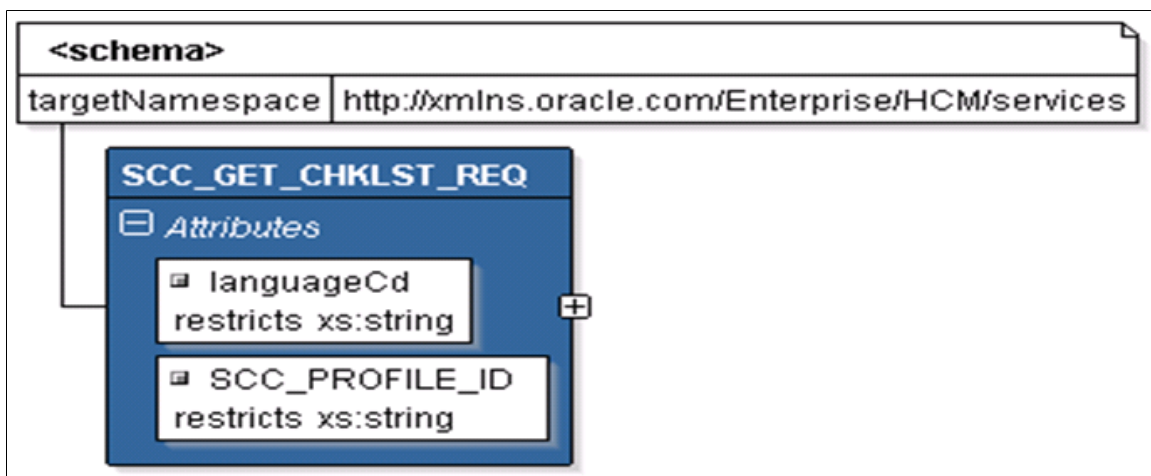 <schema>
targetNamespace http://xmlns.oracle.com/Enterprise/HCM/services
SCC_GET_CHKLST_REQ
Attributes
languageCd
restricts xs:string
SCC_PROFILE_ID
restricts xs:string